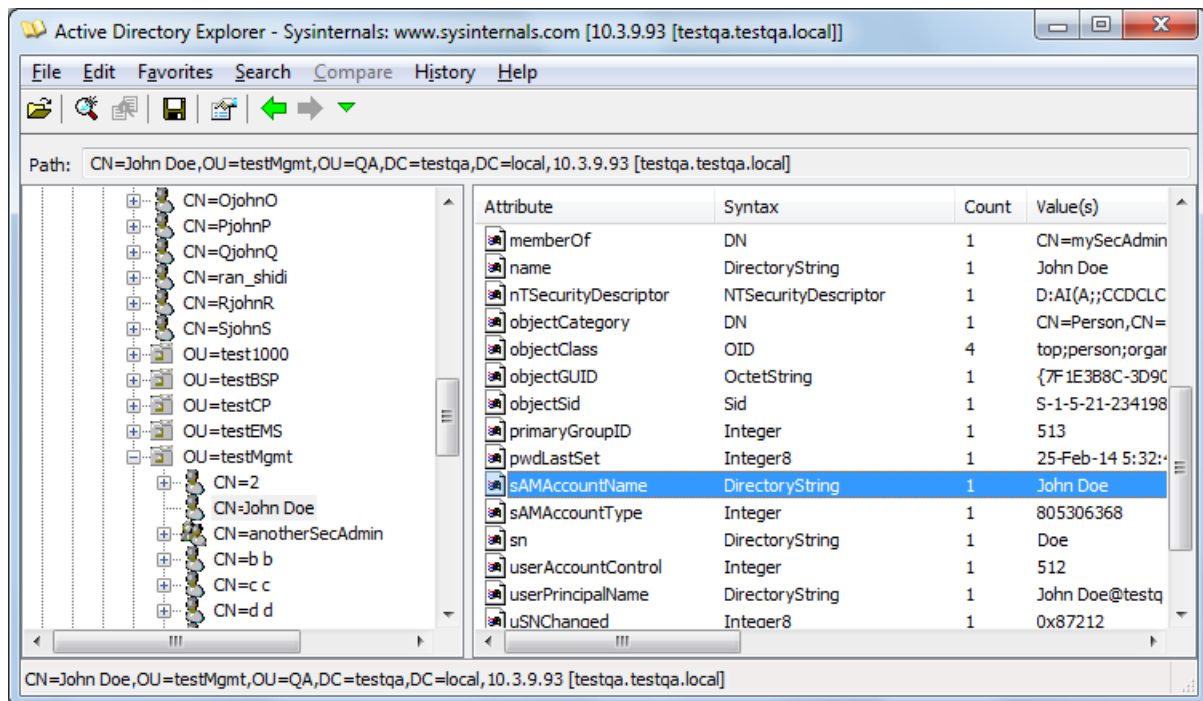 Active Directory Explorer - Sysinternals: www.sysinternals.com [10.3.9.93 [testqa.testqa.local]]
File Edit Favorites Search Compare History Help
Path: CN=John Doe,OU=testMgmt,OU=QA,DC=testqa,DC=local,10.3.9.93 [testqa.testqa.local]
CN=OjohnO
CN=PjohnP
CN=QjohnQ
CN=ran_shidi
CN=RjohnR
CN=SjohnS
OU=test1000
OU=testBSP
OU=testCP
OU=testEMS
OU=testMgmt
CN=2
CN=John Doe
CN=anotherSecAdmin
CN=b b
CN=c c
CN=d d
Attribute Syntax Count Value(s)
memberOf DN 1 CN=mySecAdmin
name DirectoryString 1 John Doe
nTSecurityDescriptor NTSecurityDescriptor 1 D:AI(A;;CCDCLC
objectCategory DN 1 CN=Person,CN=
objectClass OID 4 top;person;organ
objectGUID OctetString 1 {7F1E3B8C-3D90
objectSid Sid 1 S-1-5-21-234198
primaryGroupID Integer 1 513
pwdLastSet Integer8 1 25-Feb-14 5:32:4
sAMAccountName DirectoryString 1 John Doe
sAMAccountType Integer 1 805306368
sn DirectoryString 1 Doe
userAccountControl Integer 1 512
userPrincipalName DirectoryString 1 John Doe@testq
uSNChanged Integer8 1 0x87212
CN=John Doe,OU=testMgmt,OU=QA,DC=testqa,DC=local,10.3.9.93 [testqa.testqa.local]